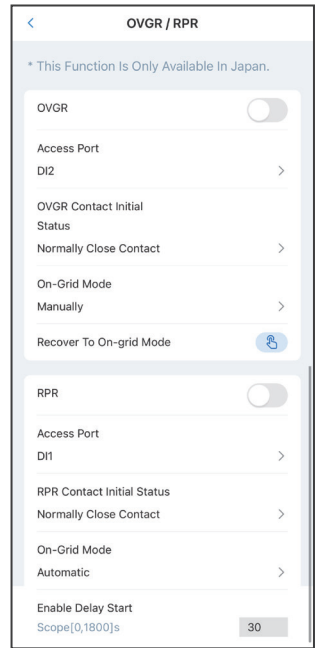 OVGR / RPR
* This Function Is Only Available In Japan.
OVGR
Access Port
DI2
OVGR Contact Initial
Status
Normally Close Contact
On-Grid Mode
Manually
Recover To On-grid Mode
RPR
Access Port
DI1
RPR Contact Initial Status
Normally Close Contact
On-Grid Mode
Automatic
Enable Delay Start
Scope[0,1800]s 30